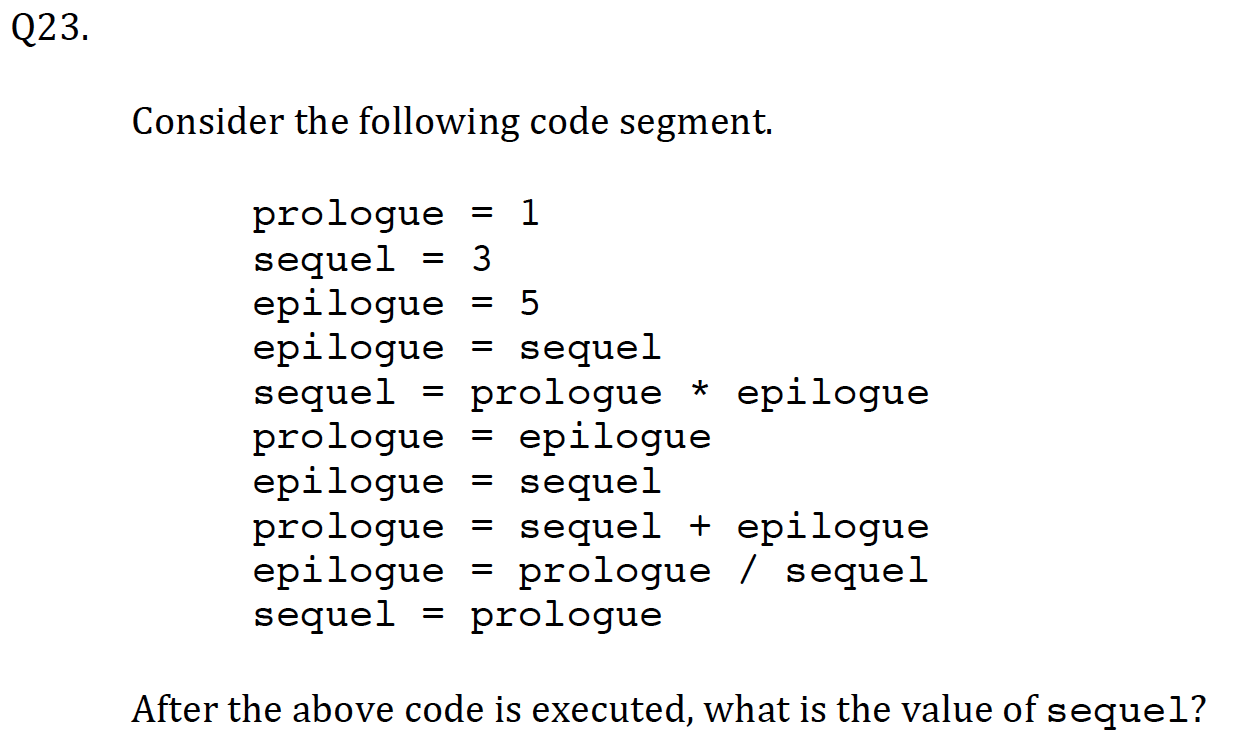 Q23.
Consider the following code segment.
prologue = 1
sequel = 3
epilogue = 5
epilogue = sequel
sequel = prologue * epilogue
prologue = epilogue
epilogue = sequel
prologue = sequel + epilogue
epilogue = prologue / sequel
sequel = prologue
After the above code is executed, what is the value of sequel?